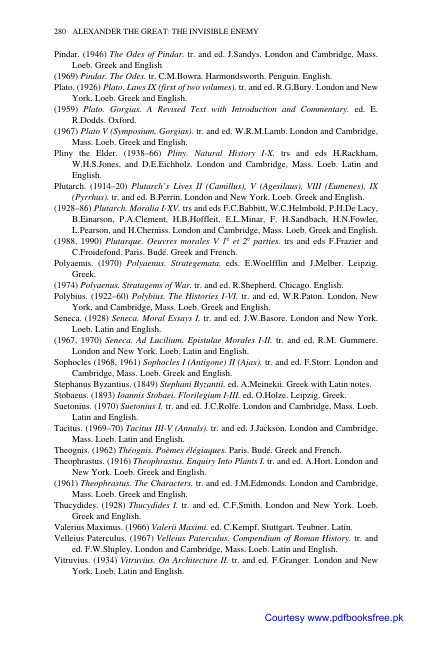 280 ALEXANDER THE GREAT: THE INVISIBLE ENEMY
Pindar. (1946) The Odes of Pindar. tr. and ed. J.Sandys. London and Cambridge, Mass.
Loeb. Greek and English
(1969) Pindar. The Odes. tr. C.M.Bowra. Harmondsworth. Penguin. English.
Plato. (1926) Plato. Laws IX (first of two volumes). tr. and ed. R.G.Bury. London and New
York. Loeb. Greek and English.
(1959) Plato. Gorgias. A Revised Text with Introduction and Commentary. ed. E.
R.Dodds. Oxford.
(1967) Plato V (Symposium, Gorgias). tr. and ed. W.R.M.Lamb. London and Cambridge,
Mass. Loeb. Greek and English.
Pliny the Elder. (1938–66) Pliny. Natural History I-X. trs and eds H.Rackham,
W.H.S.Jones, and D.E.Eichholz. London and Cambridge, Mass. Loeb. Latin and
English.
Plutarch. (1914–20) Plutarch's Lives II (Camillus), V (Agesilaus), VIII (Eumenes), IX
(Pyrrhus). tr. and ed. B.Perrin. London and New York. Loeb. Greek and English.
(1928–86) Plutarch. Moralia I-XV. trs and eds F.C.Babbitt, W.C.Helmbold, P.H.De Lacy,
B.Einarson, P.A.Clement, H.B.Hoffleit, E.L.Minar, F. H.Sandbach, H.N.Fowler,
L.Pearson, and H.Cherniss. London and Cambridge, Mass. Loeb. Greek and English.
(1988, 1990) Plutarque. Oeuvres morales V 1e et 2e parties. trs and eds F.Frazier and
C.Froidefond. Paris. Budé. Greek and French.
Polyaenus. (1970) Polyaenus. Strategemata. eds. E.Woelfflin and J.Melber. Leipzig.
Greek.
(1974) Polyaenus. Stratagems of War. tr. and ed. R.Shepherd. Chicago. English.
Polybius. (1922–60) Polybius. The Histories I-VI. tr. and ed. W.R.Paton. London, New
York, and Cambridge, Mass. Loeb. Greek and English.
Seneca. (1928) Seneca. Moral Essays I. tr. and ed. J.W.Basore. London and New York.
Loeb. Latin and English.
(1967, 1970) Seneca. Ad Lucilium. Epistulae Morales I-II. tr. and ed. R.M. Gummere.
London and New York. Loeb. Latin and English.
Sophocles (1968, 1961) Sophocles I (Antigone) II (Ajax). tr. and ed. F.Storr. London and
Cambridge, Mass. Loeb. Greek and English.
Stephanus Byzantius. (1849) Stephani Byzantii. ed. A.Meinekii. Greek with Latin notes.
Stobaeus. (1893) Ioannis Stobaei. Florilegium I-III. ed. O.Holze. Leipzig. Greek.
Suetonius. (1970) Suetonius I. tr. and ed. J.C.Rolfe. London and Cambridge, Mass. Loeb.
Latin and English.
Tacitus. (1969–70) Tacitus III-V (Annals). tr. and ed. J.Jackson. London and Cambridge,
Mass. Loeb. Latin and English.
Theognis. (1962) Théognis. Poèmes élégiaques. Paris. Budé. Greek and French.
Theophrastus. (1916) Theophrastus. Enquiry Into Plants I. tr. and ed. A.Hort. London and
New York. Loeb. Greek and English.
(1961) Theophrastus. The Characters. tr. and ed. J.M.Edmonds. London and Cambridge,
Mass. Loeb. Greek and English.
Thucydides. (1928) Thucydides I. tr. and ed. C.F.Smith. London and New York. Loeb.
Greek and English.
Valerius Maximus. (1966) Valerii Maximi. ed. C.Kempf. Stuttgart. Teubner. Latin.
Velleius Paterculus. (1967) Velleius Paterculus. Compendium of Roman History. tr. and
ed. F.W.Shipley. London and Cambridge, Mass. Loeb. Latin and English.
Vitruvius. (1934) Vitruvius. On Architecture II. tr. and ed. F.Granger. London and New
York. Loeb. Latin and English.
Courtesy www.pdfbooksfree.pk